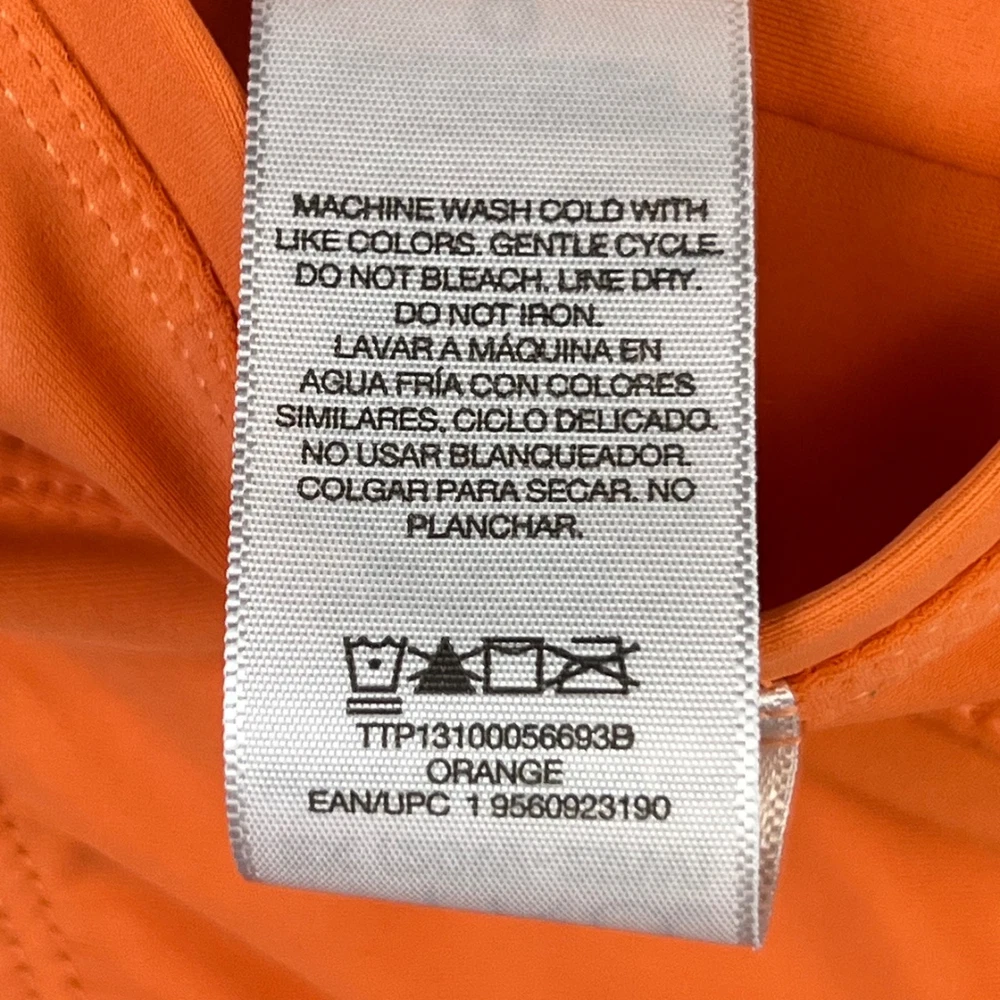 MACHINE WASH COLD WITH
LIKE COLORS. GENTLE CYCLE.
DO NOT BLEACH. LINE DRY.
DO NOT IRON.
LAVAR A MÁQUINA EN
AGUA FRÍA CON COLORES
SIMILARES. CICLO DELICADO.
NO USAR BLANQUEADOR.
COLGAR PARA SECAR. NO
PLANCHAR.
TTP13100056693B
ORANGE
EAN/UPC 1 9560923190